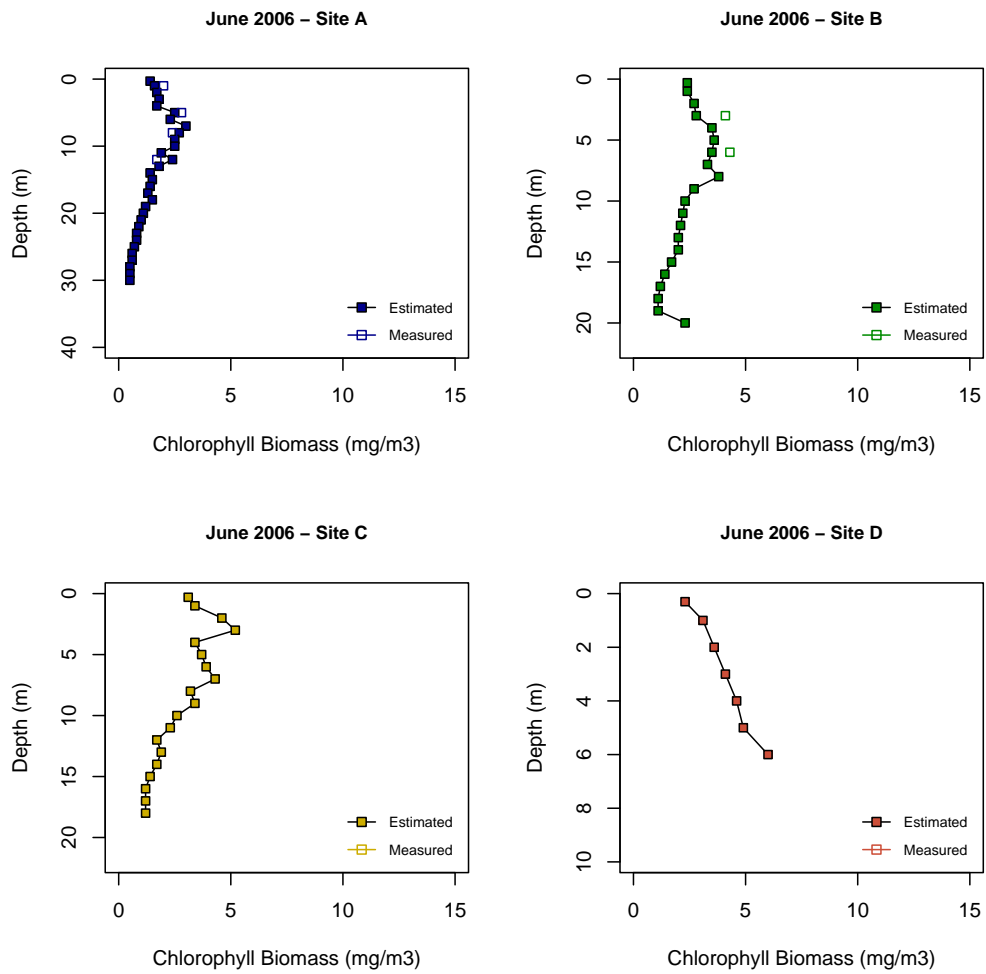 June 2006 – Site A
0
10
20
30
40
Depth (m)
Estimated
Measured
0 5 10 15
Chlorophyll Biomass (mg/m3)
June 2006 – Site B
0
5
10
15
20
Depth (m)
Estimated
Measured
0 5 10 15
Chlorophyll Biomass (mg/m3)
June 2006 – Site C
0
5
10
15
20
Depth (m)
Estimated
Measured
0 5 10 15
Chlorophyll Biomass (mg/m3)
June 2006 – Site D
0
2
4
6
8
10
Depth (m)
Estimated
Measured
0 5 10 15
Chlorophyll Biomass (mg/m3)